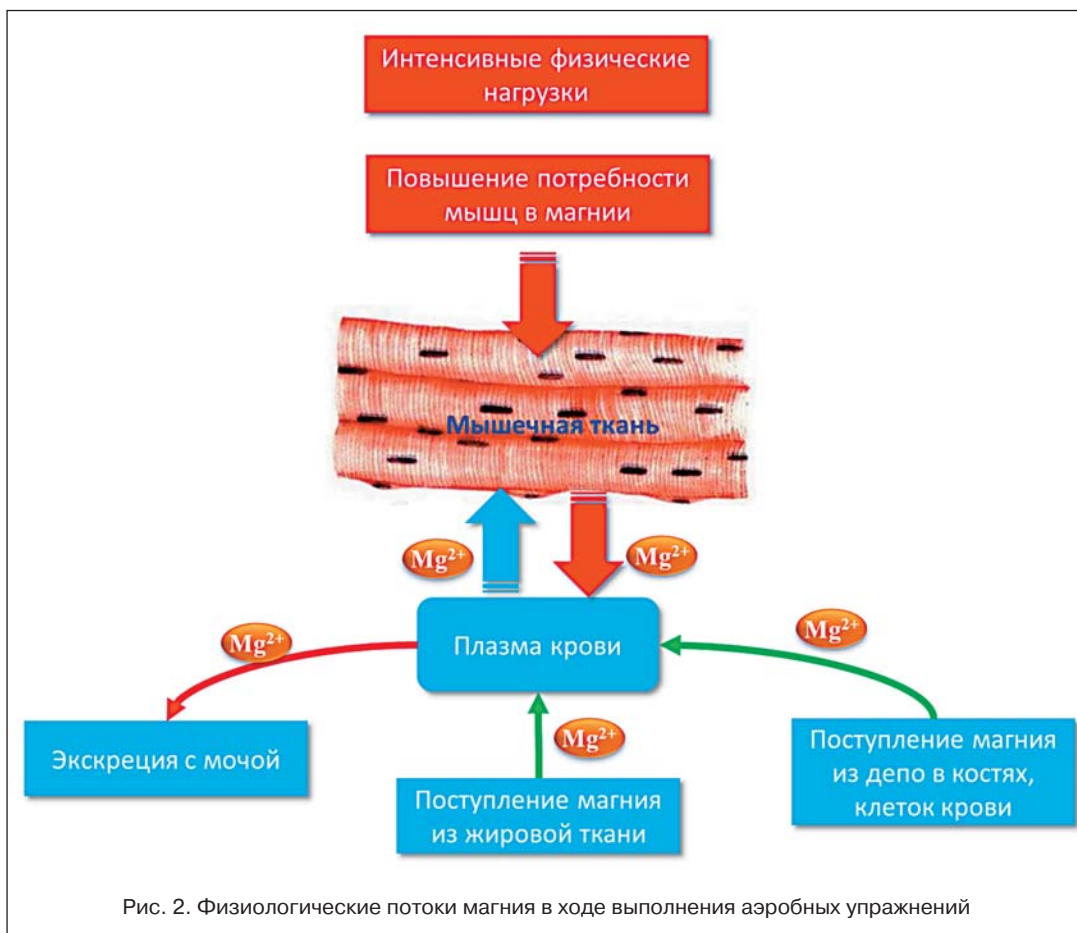 Интенсивные физические
нагрузки
Повышение потребности
мышц в магнии
Мышечная ткань
Mg²⁺
Mg²⁺
Mg²⁺
Mg²⁺
Плазма крови
Экскреция с мочой
Mg²⁺
Поступление магния
из жировой ткани
Поступление магния
из депо в костях,
клеток крови
Рис. 2. Физиологические потоки магния в ходе выполнения аэробных упражнений